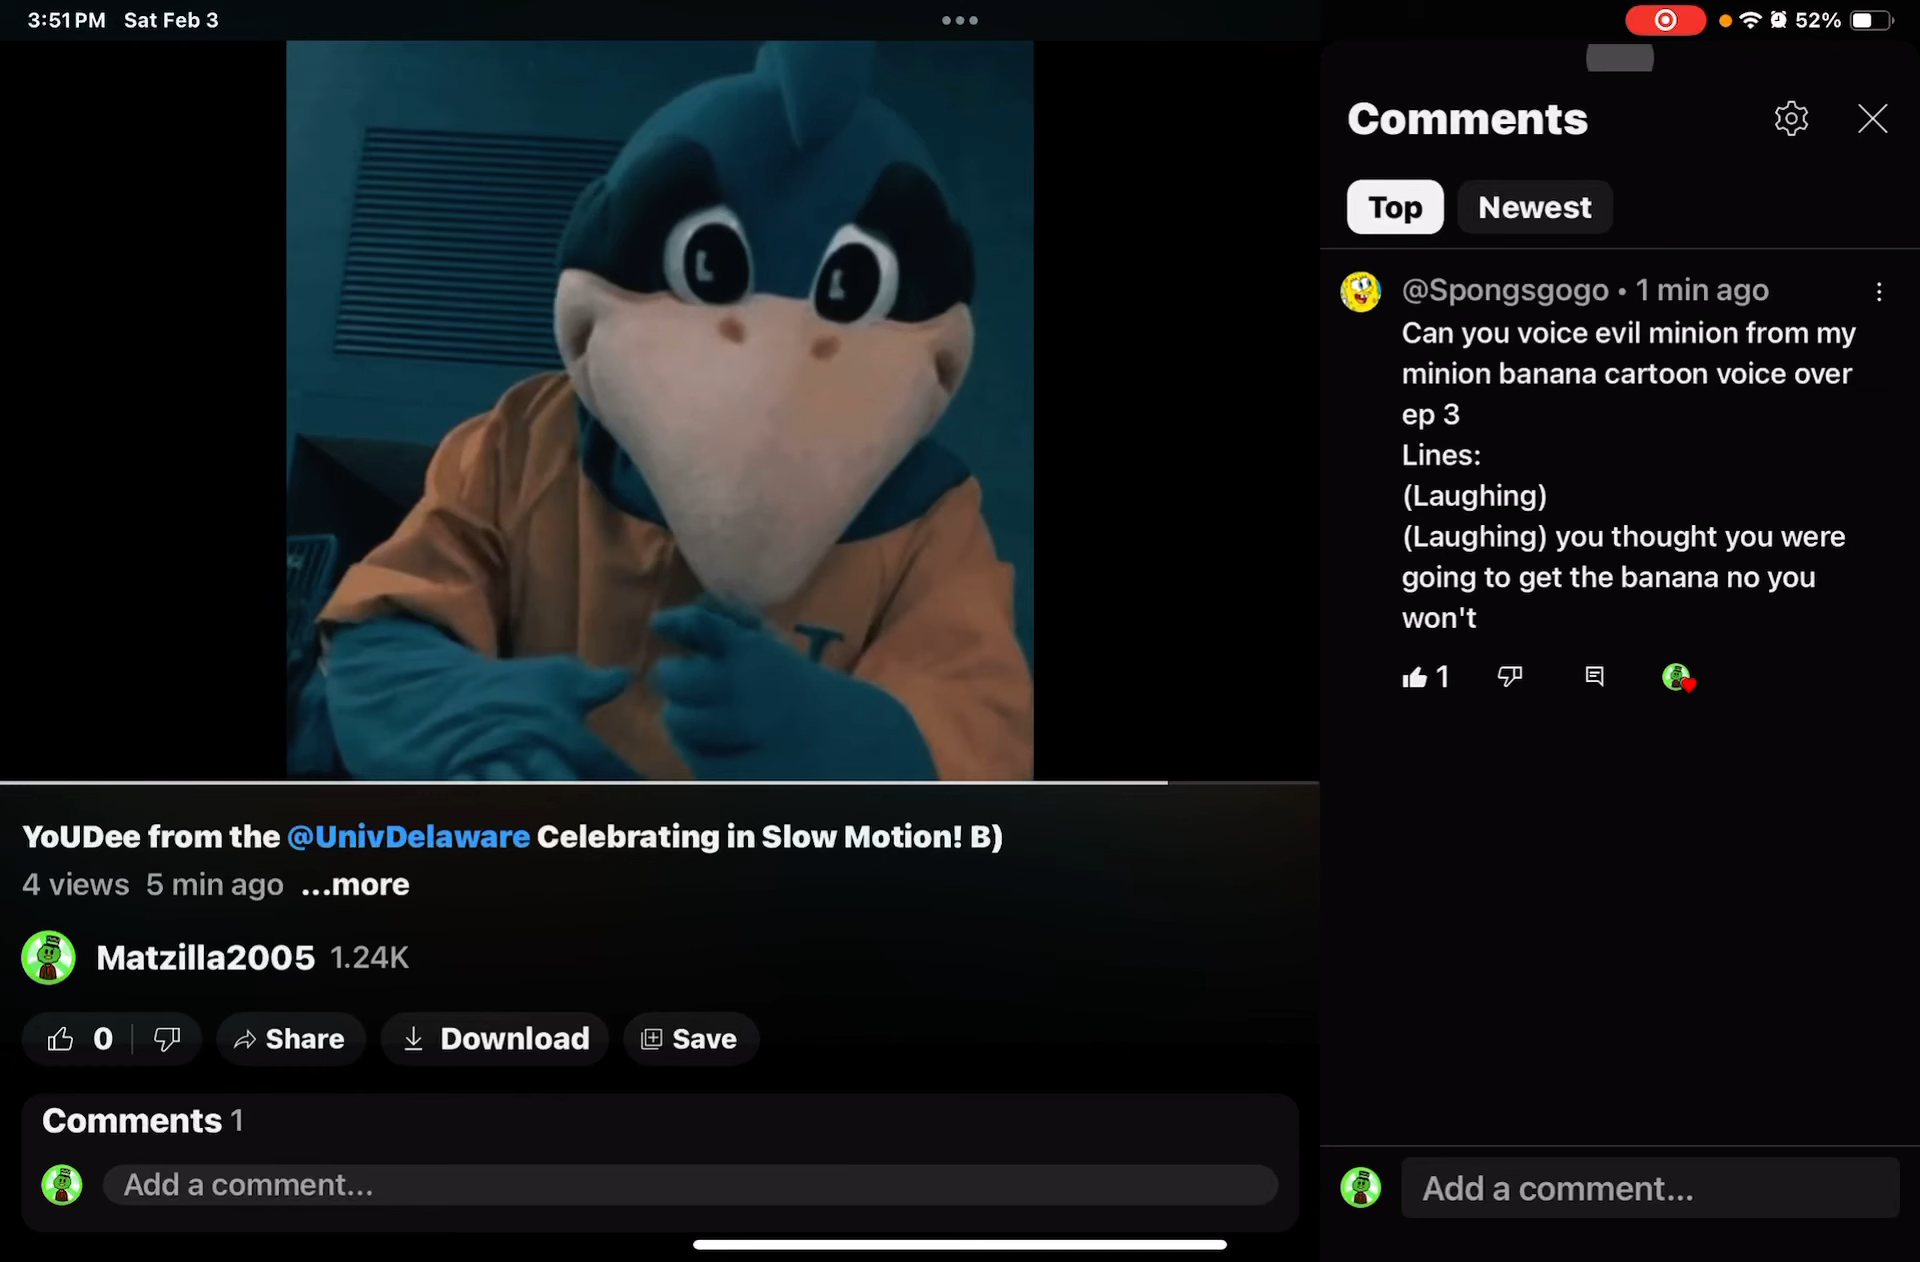 3:51 PM Sat Feb 3
52%
Comments
Top Newest
@Spongsgogo • 1 min ago
Can you voice evil minion from my
minion banana cartoon voice over
ep 3
Lines:
(Laughing)
(Laughing) you thought you were
going to get the banana no you
won't
1
YoUDee from the @UnivDelaware Celebrating in Slow Motion! B)
4 views 5 min ago ...more
Matzilla2005 1.24K
0 Share Download Save
Comments 1
Add a comment...
Add a comment...